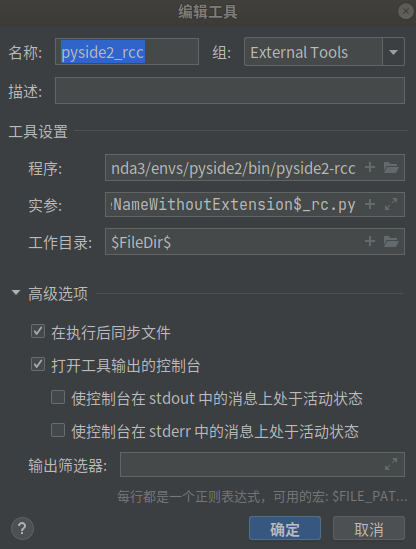 编辑工具
名称: pyside2_rcc 组: External Tools
描述:
工具设置
程序: nda3/envs/pyside2/bin/pyside2-rcc
实参: NameWithoutExtension$_rc.py
工作目录: $FileDir$
高级选项
在执行后同步文件
打开工具输出的控制台
使控制台在 stdout 中的消息上处于活动状态
使控制台在 stderr 中的消息上处于活动状态
输出筛选器:
每行都是一个正则表达式，可用的宏: $FILE_PAT...
? 确定 取消